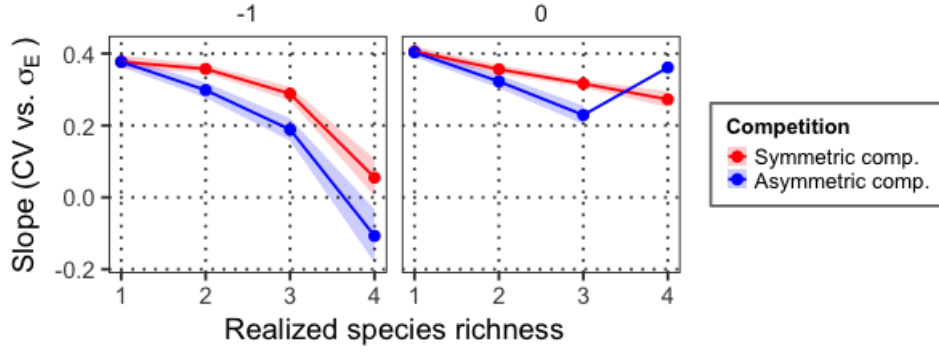 -1
0
Slope (CV vs. σE )
0.4
0.2
0.0
-0.2
1 2 3 4
1 2 3 4
Realized species richness
Competition
Symmetric comp.
Asymmetric comp.